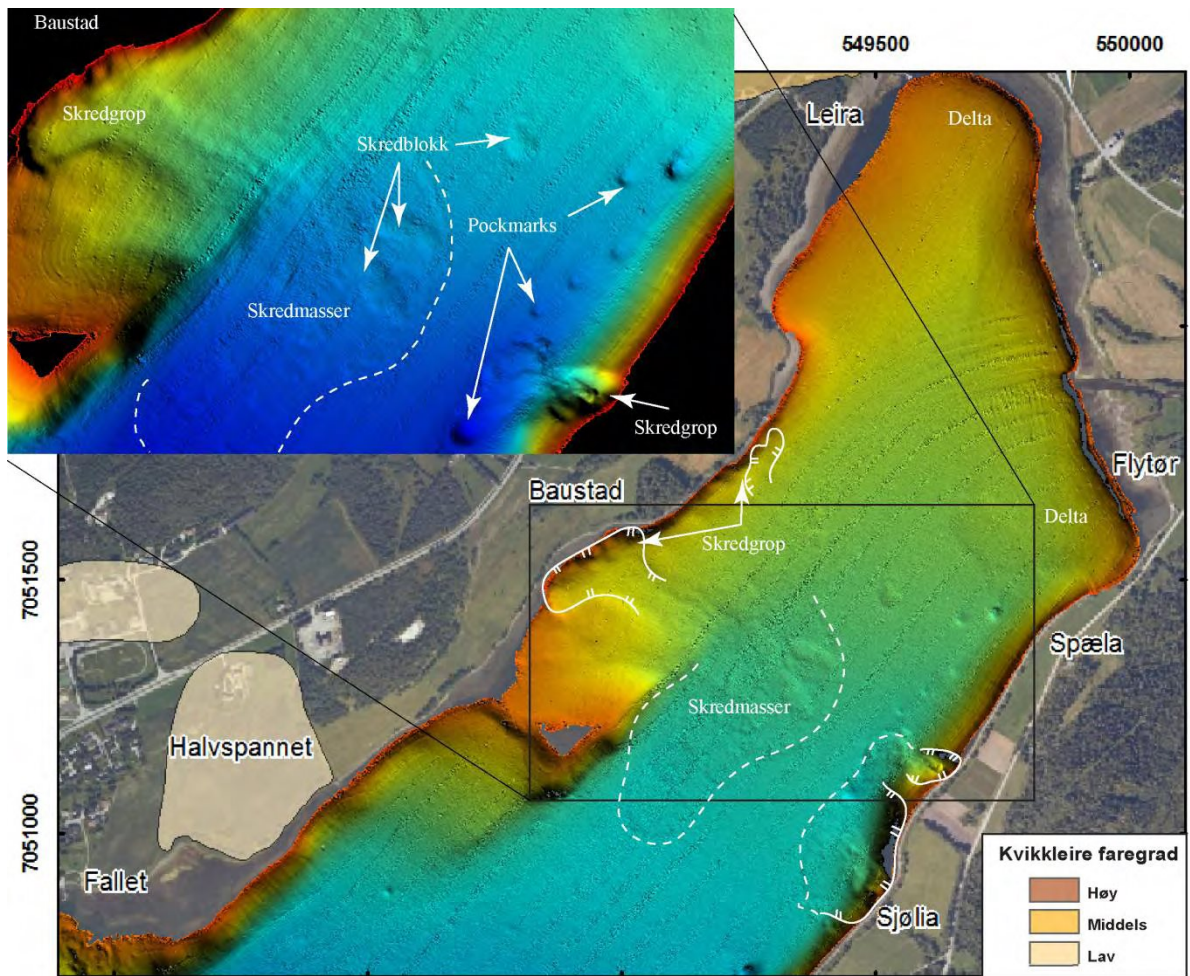 Baustad
Skredgrop
Skredblokk
Pockmarks
Skredmasser
Skredgrop
549500
550000
Leira
Delta
Baustad
Skredgrop
Flytør
Delta
7051500
Spæla
Skredmasser
Halvspannet
7051000
Fallet
Sjølia
Kvikkleire faregrad
Høy
Middels
Lav